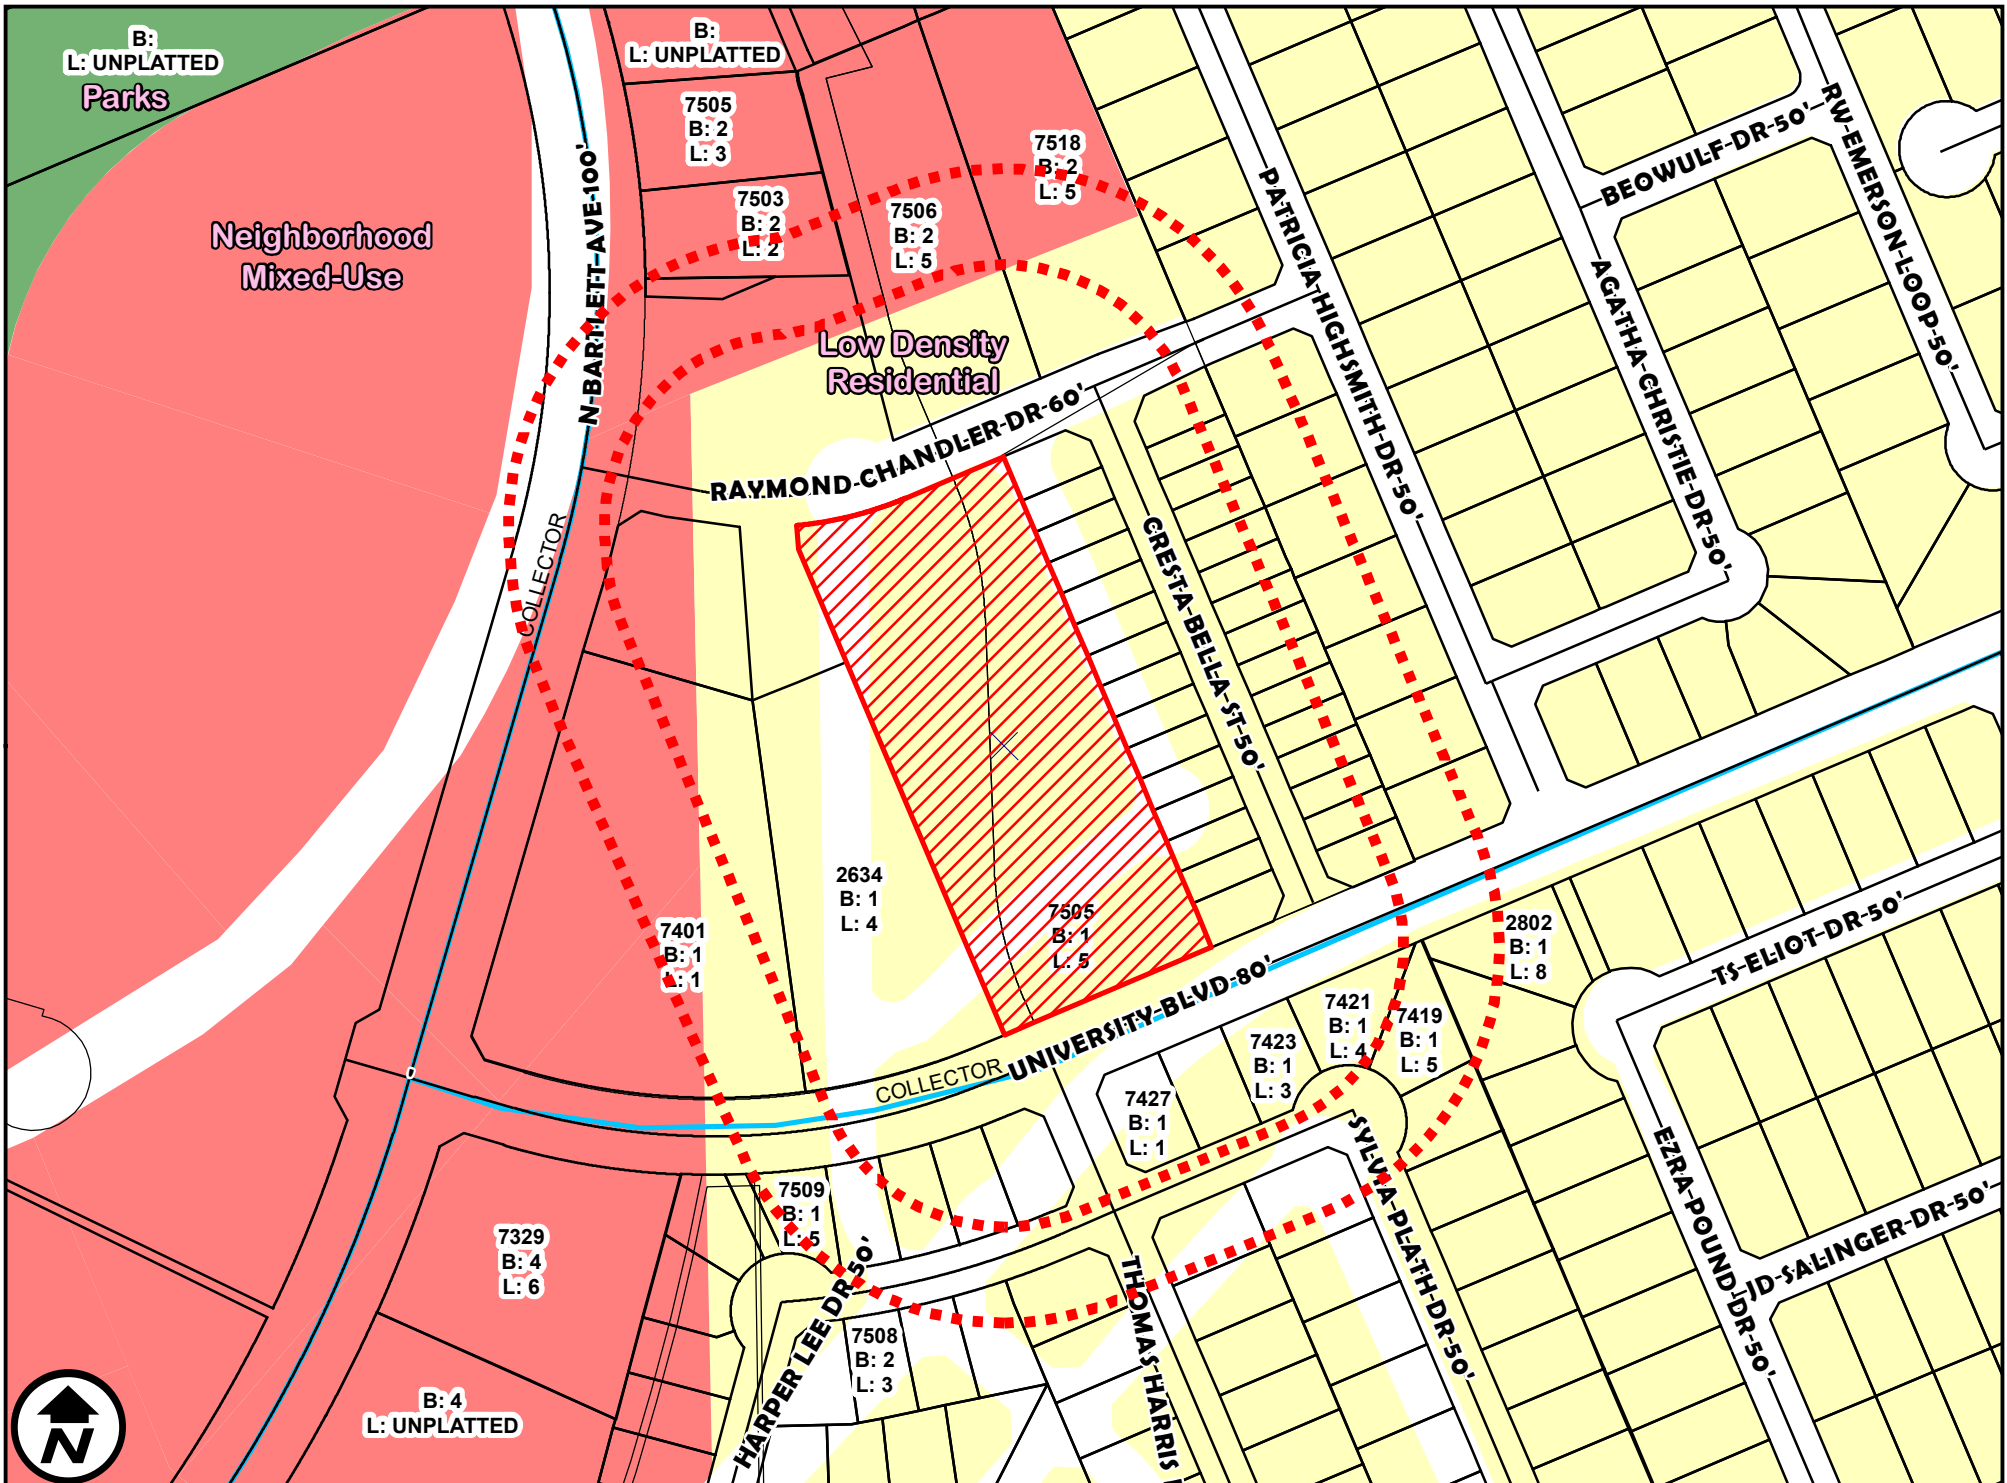 B:
L: UNPLATTED
Parks
B:
L: UNPLATTED
7505
B: 2
L: 3
7518
B: 2
L: 5
7503
B: 2
L: 2
7506
B: 2
L: 5
Neighborhood
Mixed-Use
Low Density
Residential
N-BARTLETT-AVE-100'
RAYMOND-CHANDLER-DR-60'
PATRICIA-HIGHSMITH-DR-50'
BEOWULF-DR-50'
RW-EMERSON-LOOP-50'
AGATHA-CHRISTIE-DR-50'
CRESTA-BELLA-ST-50'
COLLECTOR
2634
B: 1
L: 4
7505
B: 1
L: 5
7401
B: 1
L: 1
2802
B: 1
L: 8
TS-ELIOT-DR-50'
UNIVERSITY-BLVD-80'
COLLECTOR
7421
B: 1
L: 4
7419
B: 1
L: 5
7423
B: 1
L: 3
7427
B: 1
L: 1
SYLVIA-PLATH-DR-50'
EZRA-POUND-DR-50'
JD-SALINGER-DR-50'
7509
B: 1
L: 5
7329
B: 4
L: 6
HARPER LEE DR 50'
THOMAS-HARRIS
7508
B: 2
L: 3
B: 4
L: UNPLATTED
N